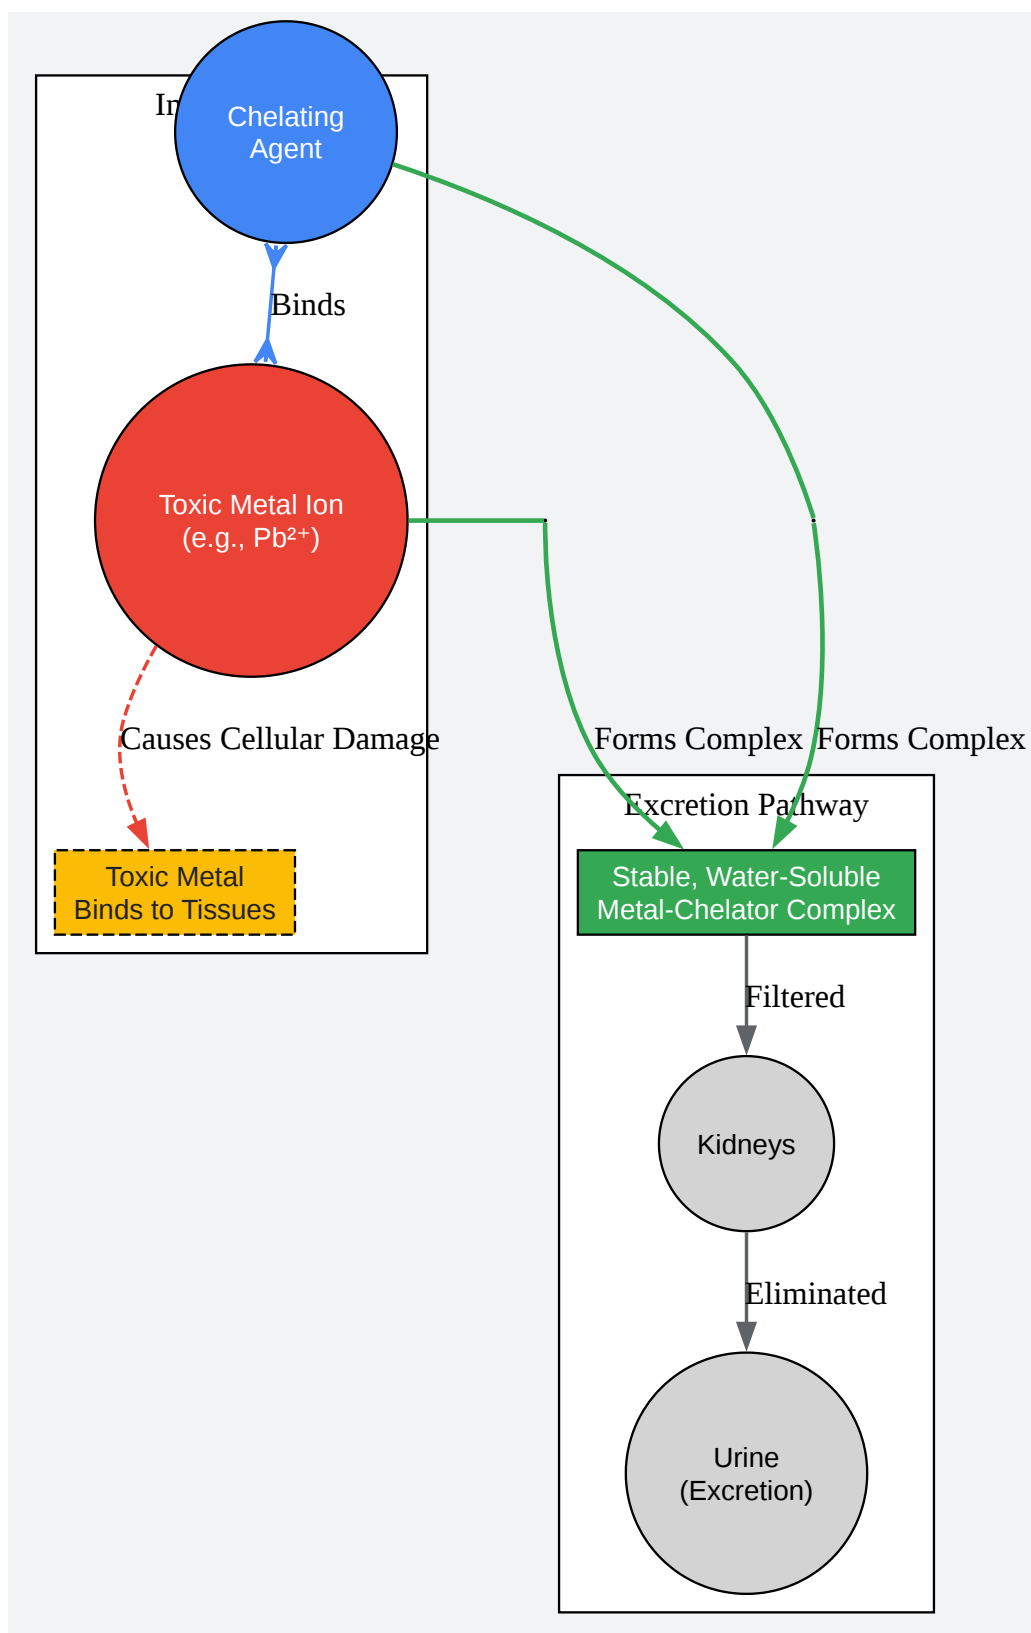 Chelating
Agent
Binds
Toxic Metal Ion
(e.g., Pb²⁺)
Causes Cellular Damage
Forms Complex
Forms Complex
Toxic Metal
Binds to Tissues
Excretion Pathway
Stable, Water-Soluble
Metal-Chelator Complex
Filtered
Kidneys
Eliminated
Urine
(Excretion)